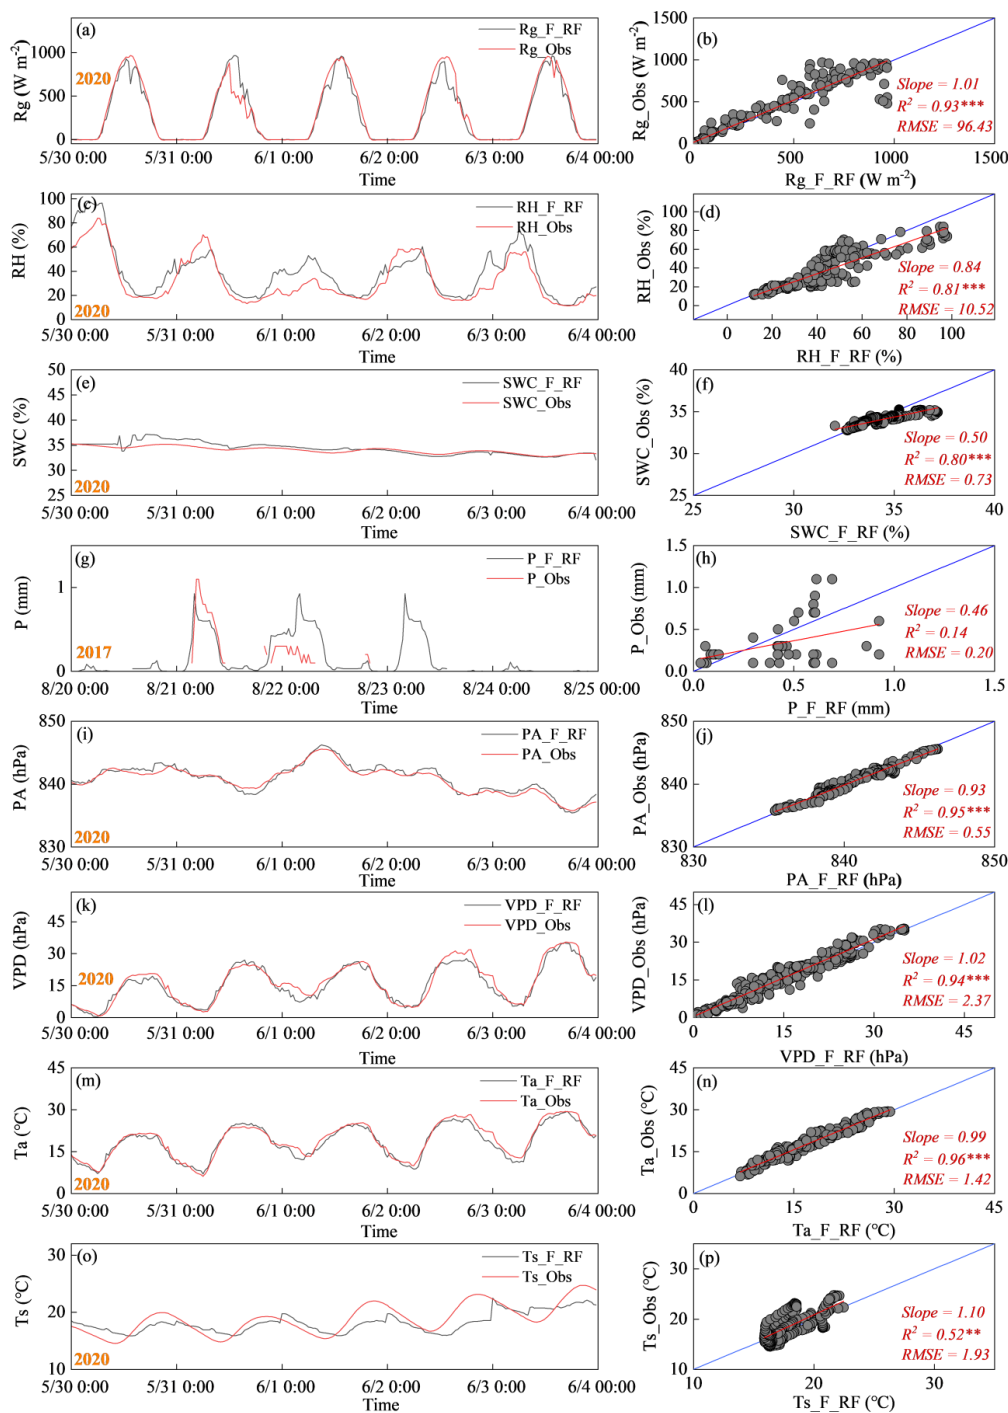 (a)
Rg_F_RF
Rg_Obs
2020
Rg (W m⁻²)
1000
500
0
5/30 0:00 5/31 0:00 6/1 0:00 6/2 0:00 6/3 0:00 6/4 0:00
Time
(b)
Rg_Obs (W m⁻²)
1500
1000
500
0
Slope = 1.01
R² = 0.93***
RMSE = 96.43
0 500 1000 1500
Rg_F_RF (W m⁻²)
(c)
RH_F_RF
RH_Obs
2020
RH (%)
100
80
60
40
20
0
5/30 0:00 5/31 0:00 6/1 0:00 6/2 0:00 6/3 0:00 6/4 0:00
Time
(d)
RH_Obs (%)
100
80
60
40
20
0
Slope = 0.84
R² = 0.81***
RMSE = 10.52
0 20 40 60 80 100
RH_F_RF (%)
(e)
SWC_F_RF
SWC_Obs
2020
SWC (%)
50
45
40
35
30
25
5/30 0:00 5/31 0:00 6/1 0:00 6/2 0:00 6/3 0:00 6/4 0:00
Time
(f)
SWC_Obs (%)
40
35
30
25
Slope = 0.50
R² = 0.80***
RMSE = 0.73
25 30 35 40
SWC_F_RF (%)
(g)
P_F_RF
P_Obs
2017
P (mm)
1
0
8/20 0:00 8/21 0:00 8/22 0:00 8/23 0:00 8/24 0:00 8/25 00:00
Time
(h)
P_Obs (mm)
1.5
1.0
0.5
0.0
Slope = 0.46
R² = 0.14
RMSE = 0.20
0.0 0.5 1.0 1.5
P_F_RF (mm)
(i)
PA_F_RF
PA_Obs
2020
PA (hPa)
850
840
830
5/30 0:00 5/31 0:00 6/1 0:00 6/2 0:00 6/3 0:00 6/4 00:00
Time
(j)
PA_Obs (hPa)
850
840
830
Slope = 0.93
R² = 0.95***
RMSE = 0.55
830 840 850
PA_F_RF (hPa)
(k)
VPD_F_RF
VPD_Obs
2020
VPD (hPa)
45
30
15
0
5/30 0:00 5/31 0:00 6/1 0:00 6/2 0:00 6/3 0:00 6/4 00:00
Time
(l)
VPD_Obs (hPa)
45
30
15
0
Slope = 1.02
R² = 0.94***
RMSE = 2.37
0 15 30 45
VPD_F_RF (hPa)
(m)
Ta_F_RF
Ta_Obs
2020
Ta (℃)
45
30
15
0
5/30 0:00 5/31 0:00 6/1 0:00 6/2 0:00 6/3 0:00 6/4 00:00
Time
(n)
Ta_Obs (℃)
45
30
15
0
Slope = 0.99
R² = 0.96***
RMSE = 1.42
10 15 30 45
Ta_F_RF (℃)
(o)
Ts_F_RF
Ts_Obs
2020
Ts (℃)
30
20
10
5/30 0:00 5/31 0:00 6/1 0:00 6/2 0:00 6/3 0:00 6/4 00:00
Time
(p)
Ts_Obs (℃)
30
20
10
Slope = 1.10
R² = 0.52**
RMSE = 1.93
10 20 30
Ts_F_RF (℃)